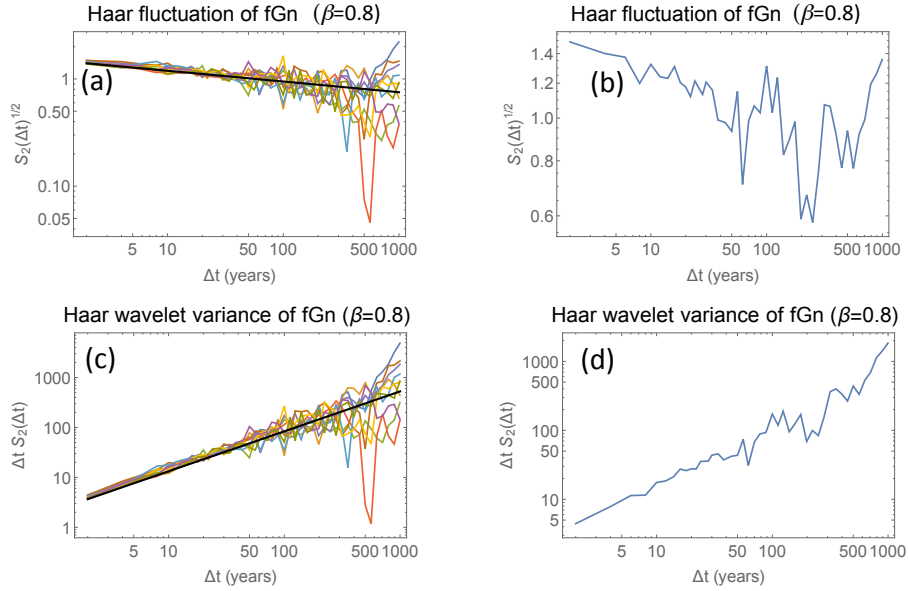 Haar fluctuation of fGn (β=0.8)
(a)
S₂(Δt)^1/2
1
0.50
0.10
0.05
5 10 50 100 500 1000
Δt (years)
Haar fluctuation of fGn (β=0.8)
(b)
S₂(Δt)^1/2
1.4
1.2
1.0
0.8
0.6
5 10 50 100 500 1000
Δt (years)
Haar wavelet variance of fGn (β=0.8)
(c)
Δt S₂(Δt)
1000
100
10
1
5 10 50 100 500 1000
Δt (years)
Haar wavelet variance of fGn (β=0.8)
(d)
Δt S₂(Δt)
1000
500
100
50
10
5
5 10 50 100 500 1000
Δt (years)